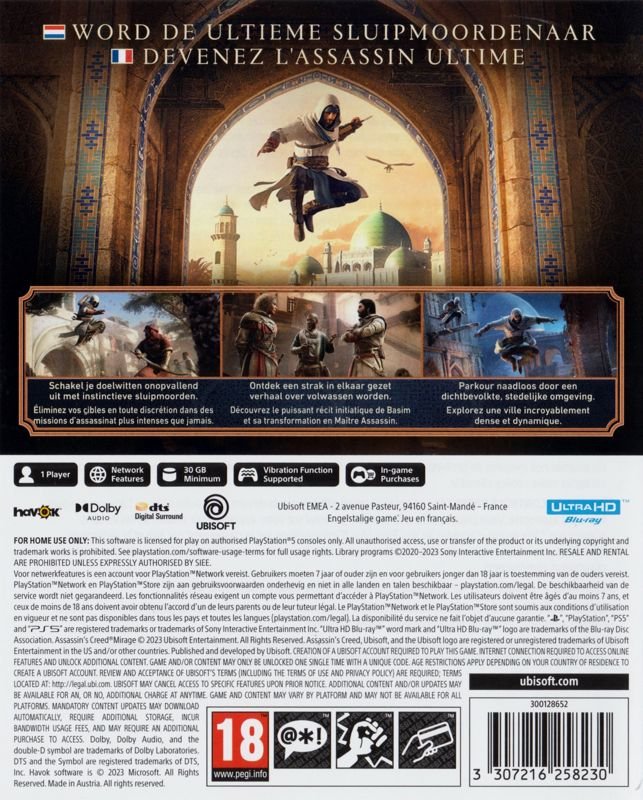 WORD DE ULTIEME SLUIPMOORDENAAR
DEVENEZ L'ASSASSIN ULTIME
Schakel je doelwitten onopvallend
uit met instinctieve sluipmoorden.
Éliminez vos cibles en toute discrétion dans des
missions d'assassinat plus intenses que jamais.
Ontdek een strak in elkaar gezet
verhaal over volwassen worden.
Découvrez le puissant récit initiatique de Basim
et sa transformation en Maître Assassin.
Parkour naadloos door een
dichtbevolkte, stedelijke omgeving.
Explorez une ville incroyablement
dense et dynamique.
1 Player
Network
Features
30 GB
Minimum
Vibration Function
Supported
In-game
Purchases
havok
Dolby
AUDIO
dts
Digital Surround
UBISOFT
Ubisoft EMEA - 2 avenue Pasteur, 94160 Saint-Mandé – France
Engelstalige game: Jeu en français.
ULTRA HD
Blu-ray
FOR HOME USE ONLY: This software is licensed for play on authorised PlayStation®5 consoles only. All unauthorised access, use or transfer of the product or its underlying copyright and
trademark works is prohibited. See playstation.com/software-usage-terms for full usage rights. Library programs ©2020–2023 Sony Interactive Entertainment Inc. RESALE AND RENTAL
ARE PROHIBITED UNLESS EXPRESSLY AUTHORISED BY SIEE.
Voor netwerkfeatures is een account voor PlayStation™Network vereist. Gebruikers moeten 7 jaar of ouder zijn en voor gebruikers jonger dan 18 jaar is toestemming van de ouders vereist.
PlayStation™Network en PlayStation™Store zijn aan gebruiksvoorwaarden onderhevig en niet in alle landen en talen beschikbaar – playstation.com/legal. De beschikbaarheid van de
service wordt niet gegarandeerd. Les fonctionnalités réseau exigent un compte vous permettant d'accéder à PlayStation™Network. Les utilisateurs doivent être âgés d'au moins 7 ans, et
ceux de moins de 18 ans doivent avoir obtenu l'accord d'un de leurs parents ou de leur tuteur légal. Le PlayStation™Network et le PlayStation™Store sont soumis aux conditions d'utilisation
en vigueur et ne sont pas disponibles dans tous les pays et toutes les langues (playstation.com/legal). La disponibilité du service ne fait l'objet d'aucune garantie. "PlayStation", "PS5"
and "PS5" are registered trademarks or trademarks of Sony Interactive Entertainment Inc. "Ultra HD Blu-ray™" word mark and "Ultra HD Blu-ray™" logo are trademarks of the Blu-ray Disc
Association. Assassin's Creed® Mirage © 2023 Ubisoft Entertainment. All Rights Reserved. Assassin's Creed, Ubisoft, and the Ubisoft logo are registered or unregistered trademarks of Ubisoft
Entertainment in the US and/or other countries. Published and developed by Ubisoft. CREATION OF A UBISOFT ACCOUNT REQUIRED TO PLAY THIS GAME. INTERNET CONNECTION REQUIRED TO ACCESS ONLINE
FEATURES AND UNLOCK ADDITIONAL CONTENT. GAME AND/OR CONTENT MAY ONLY BE UNLOCKED ONE SINGLE TIME WITH A UNIQUE CODE. AGE RESTRICTIONS APPLY DEPENDING ON YOUR COUNTRY OF RESIDENCE TO
CREATE A UBISOFT ACCOUNT. REVIEW AND ACCEPTANCE OF UBISOFT'S TERMS (INCLUDING THE TERMS OF USE AND PRIVACY POLICY) ARE REQUIRED; TERMS
LOCATED AT: http://legal.ubi.com. UBISOFT MAY CANCEL ACCESS TO SPECIFIC FEATURES UPON PRIOR NOTICE. ADDITIONAL CONTENT AND/OR UPDATES MAY
BE AVAILABLE FOR AN, OR NO, ADDITIONAL CHARGE AT ANYTIME. GAME AND CONTENT MAY VARY BY PLATFORM AND MAY NOT BE AVAILABLE FOR ALL
PLATFORMS. MANDATORY CONTENT UPDATES MAY DOWNLOAD
AUTOMATICALLY, REQUIRE ADDITIONAL STORAGE, INCUR
BANDWIDTH USAGE FEES, AND MAY REQUIRE AN ADDITIONAL
PURCHASE TO ACCESS. Dolby, Dolby Audio, and the
double-D symbol are trademarks of Dolby Laboratories.
DTS and the Symbol are registered trademarks of DTS,
Inc. Havok software is © 2023 Microsoft. All Rights
Reserved. Made in Austria. All rights reserved.
ubisoft.com
18
www.pegi.info
@*!
300128652
3 307216 258230